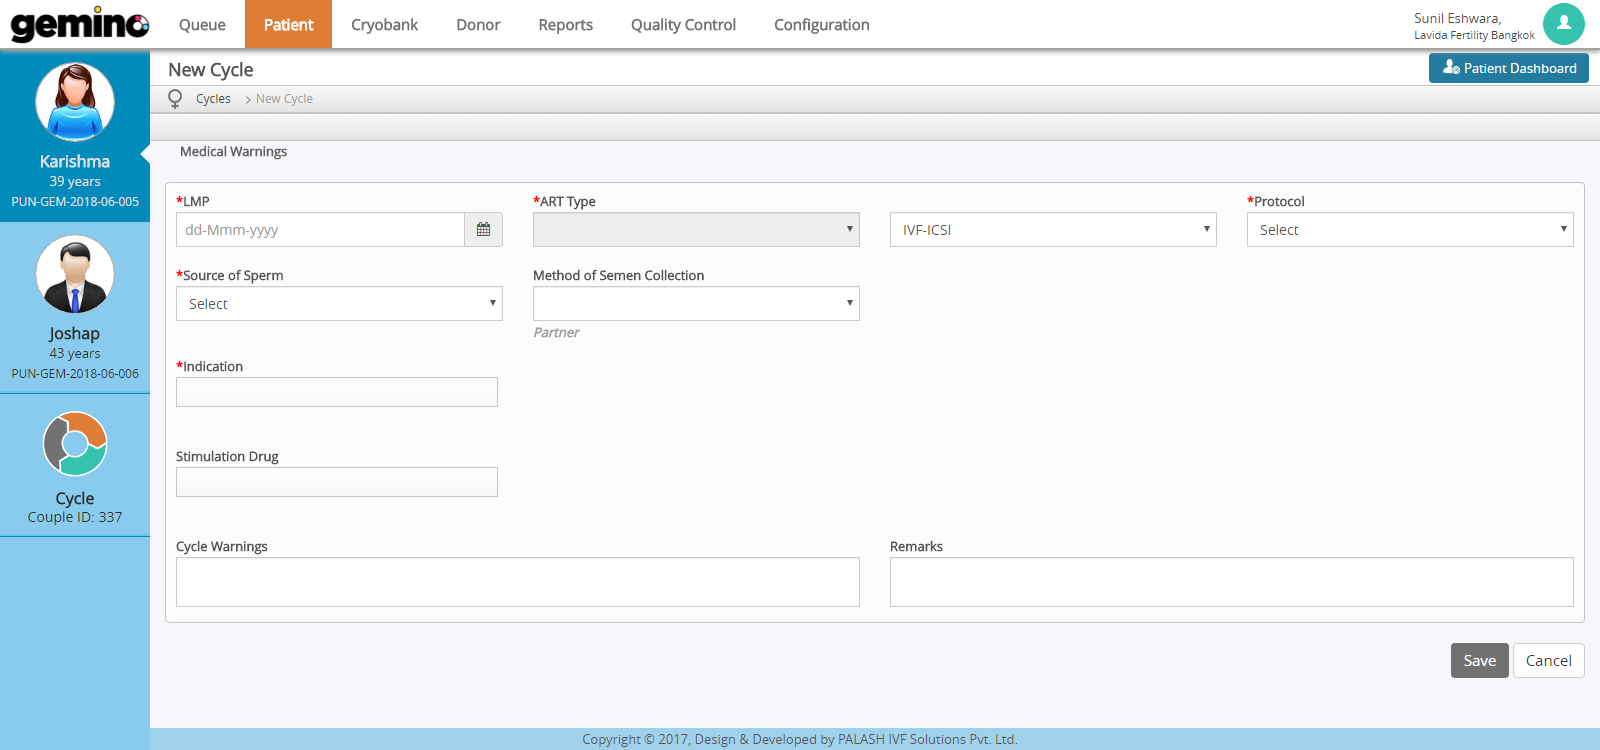 gemino
Queue
Patient
Cryobank
Donor
Reports
Quality Control
Configuration
Sunil Eshwara,
Lavida Fertility Bangkok
Karishma
39 years
PUN-GEM-2018-06-005
Joshap
43 years
PUN-GEM-2018-06-006
Cycle
Couple ID: 337
New Cycle
Patient Dashboard
Cycles > New Cycle
Medical Warnings
*LMP
dd-Mmm-yyyy
*ART Type
IVF-ICSI
*Protocol
Select
*Source of Sperm
Select
Method of Semen Collection
Partner
*Indication
Stimulation Drug
Cycle Warnings
Remarks
Save
Cancel
Copyright © 2017, Design & Developed by PALASH IVF Solutions Pvt. Ltd.